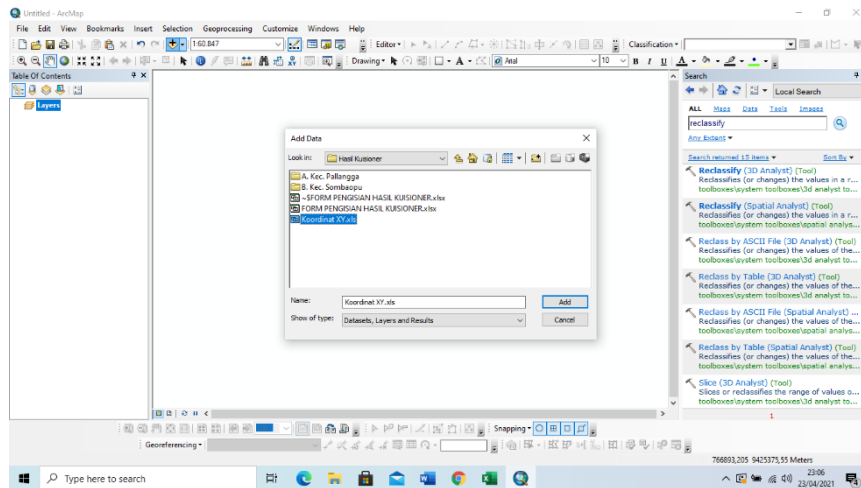 Untitled - ArcMap
File Edit View Bookmarks Insert Selection Geoprocessing Customize Windows Help
1:60.847
Editor
Classification
Drawing
Arial
10
B I U A
Table Of Contents
Layers
Add Data
Look in: Hasil Kuisioner
A. Kec. Pallangga
B. Kec. Sombaopu
~$FORM PENGISIAN HASIL KUISIONER.xlsx
FORM PENGISIAN HASIL KUISIONER.xlsx
Koordinat XY.xls
Name: Koordinat XY.xls
Add
Show of type: Datasets, Layers and Results
Cancel
Search
Local Search
ALL Maps Data Tools Images
reclassify
Any Extent
Search returned 15 items
Sort By
Reclassify (3D Analyst) (Tool)
Reclassifies (or changes) the values in a r...
toolboxes\system toolboxes\3d analyst to...
Reclassify (Spatial Analyst) (Tool)
Reclassifies (or changes) the values in a r...
toolboxes\system toolboxes\spatial analys...
Reclass by ASCII File (3D Analyst) (Tool)
Reclassifies (or changes) the values of the...
toolboxes\system toolboxes\3d analyst to...
Reclass by Table (3D Analyst) (Tool)
Reclassifies (or changes) the values of the...
toolboxes\system toolboxes\3d analyst to...
Reclass by ASCII File (Spatial Analyst) ...
Reclassifies (or changes) the values of the...
toolboxes\system toolboxes\spatial analys...
Reclass by Table (Spatial Analyst) (Tool)
Reclassifies (or changes) the values of the...
toolboxes\system toolboxes\spatial analys...
Slice (3D Analyst) (Tool)
Slices or reclassifies the range of values o...
toolboxes\system toolboxes\3d analyst to...
1
Snapping
Georeferencing
766893,205 9425375,55 Meters
Type here to search
23:06
23/04/2021